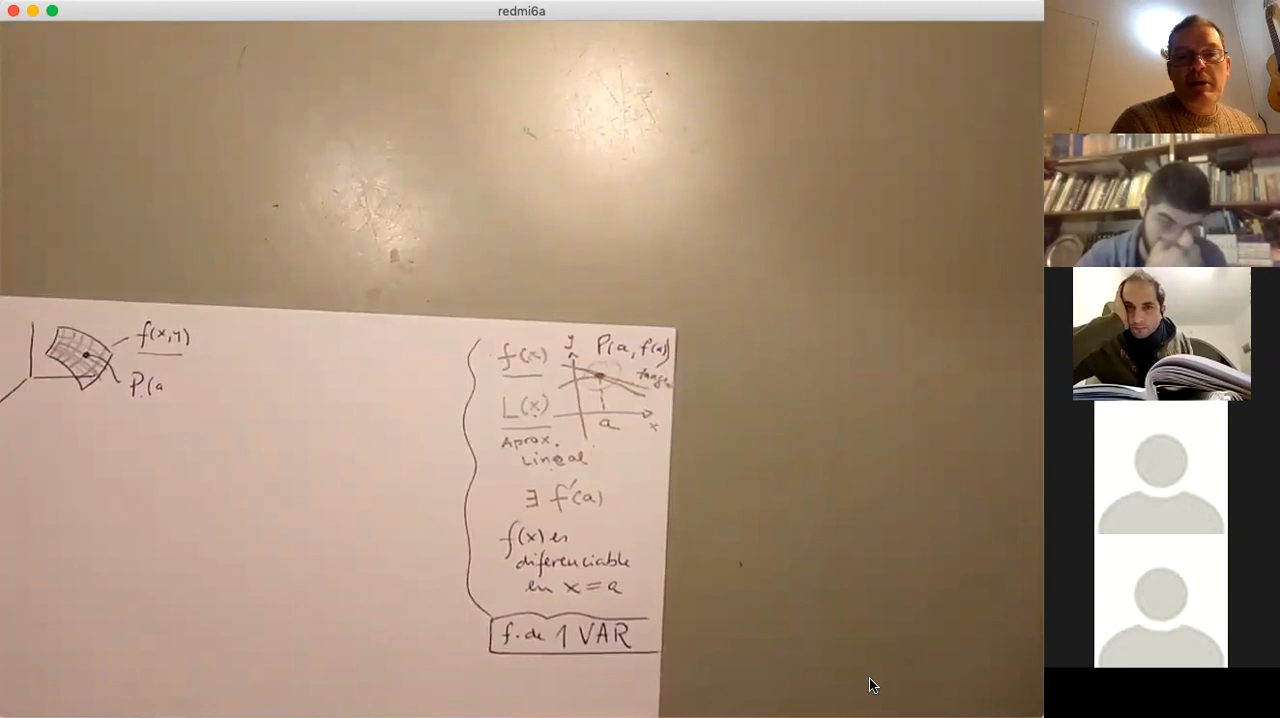 redmi6a
f(x,y)
P(a
f(x)
y
P(a, f(a))
L(x)
a
x
Aprox.
Lineal
∃ f'(a)
f(x) es
diferenciable
en x = a
f. de 1 VAR